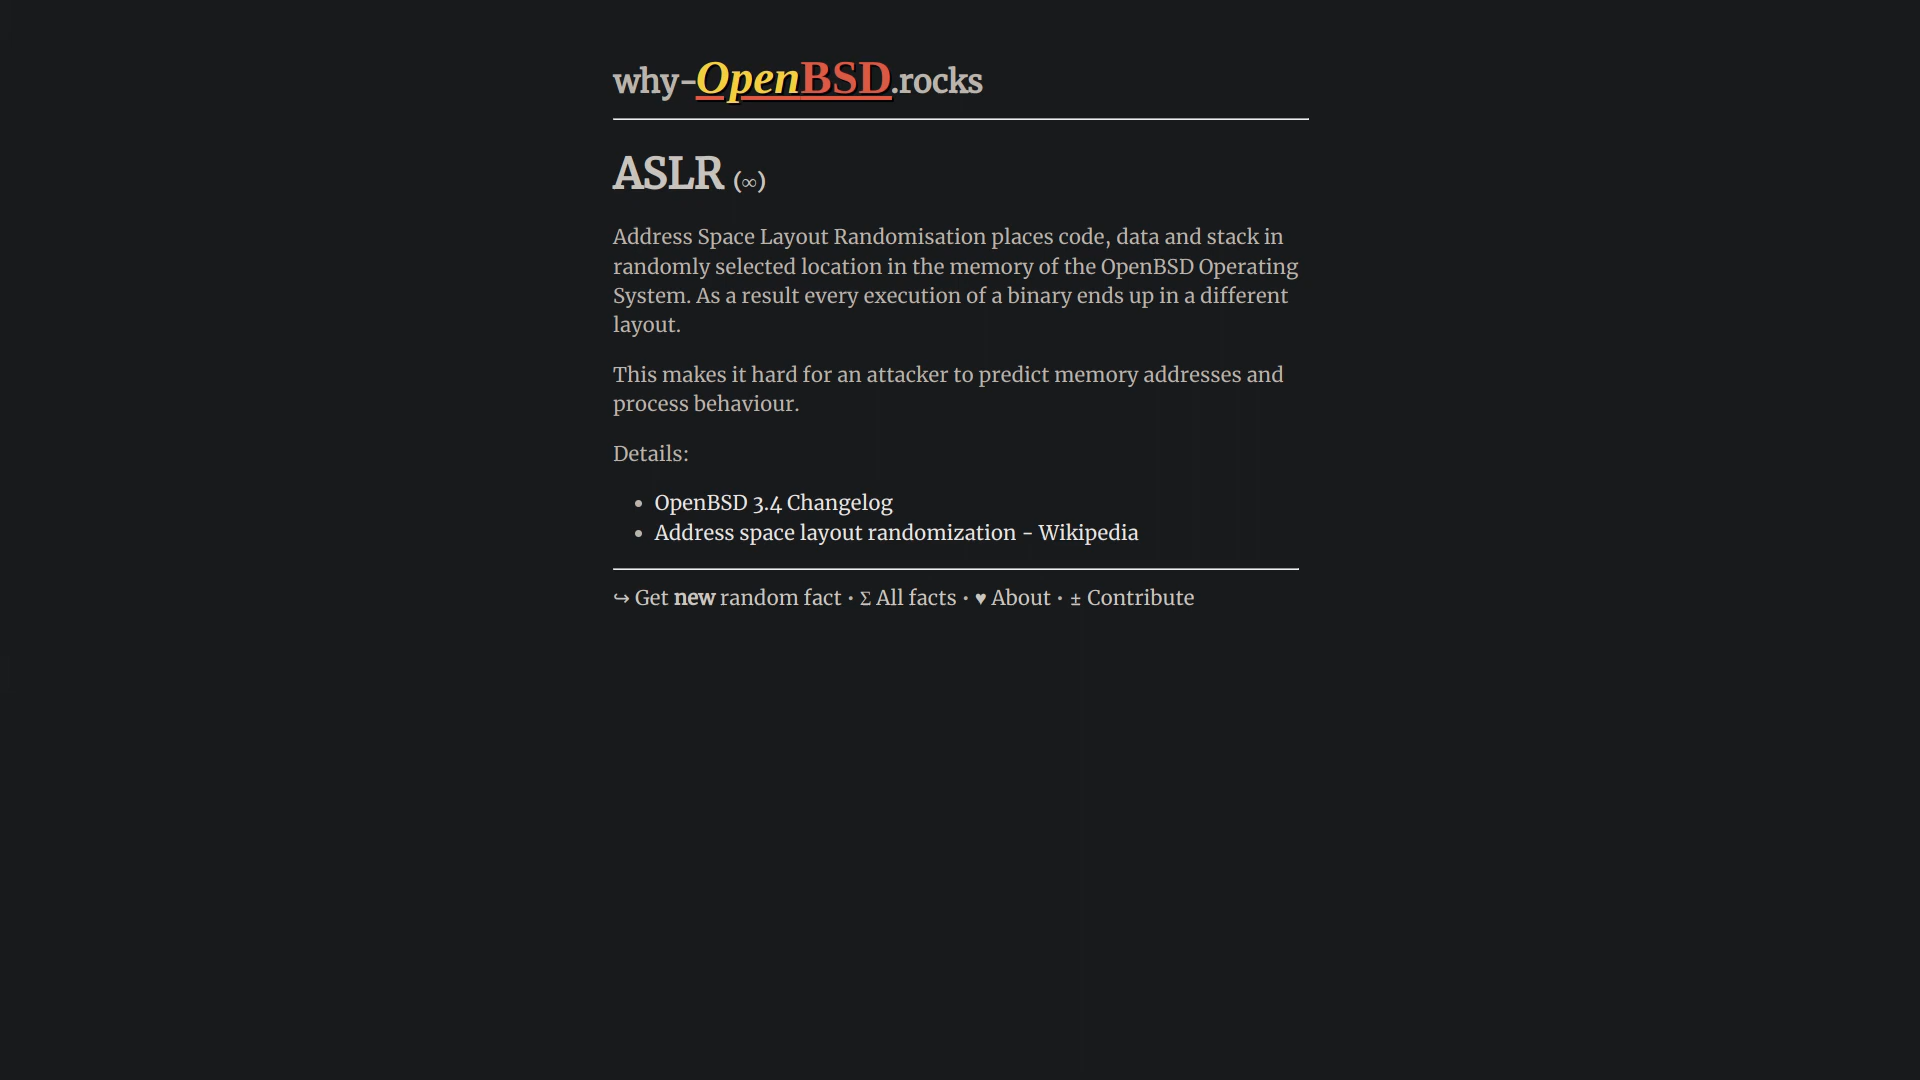 why-OpenBSD.rocks
ASLR (∞)
Address Space Layout Randomisation places code, data and stack in
randomly selected location in the memory of the OpenBSD Operating
System. As a result every execution of a binary ends up in a different
layout.
This makes it hard for an attacker to predict memory addresses and
process behaviour.
Details:
• OpenBSD 3.4 Changelog
• Address space layout randomization - Wikipedia
↪ Get new random fact • Σ All facts • ♥ About • ± Contribute